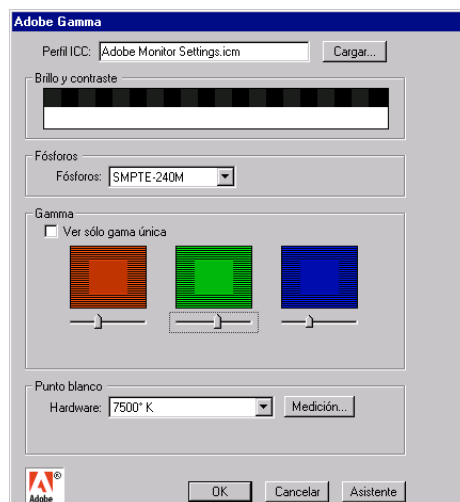 Adobe Gamma
Perfil ICC: Adobe Monitor Settings.icm Cargar...
Brillo y contraste
Fósforos
Fósforos: SMPTE-240M
Gamma
Ver sólo gama única
Punto blanco
Hardware: 7500° K Medición...
Adobe ® OK Cancelar Asistente